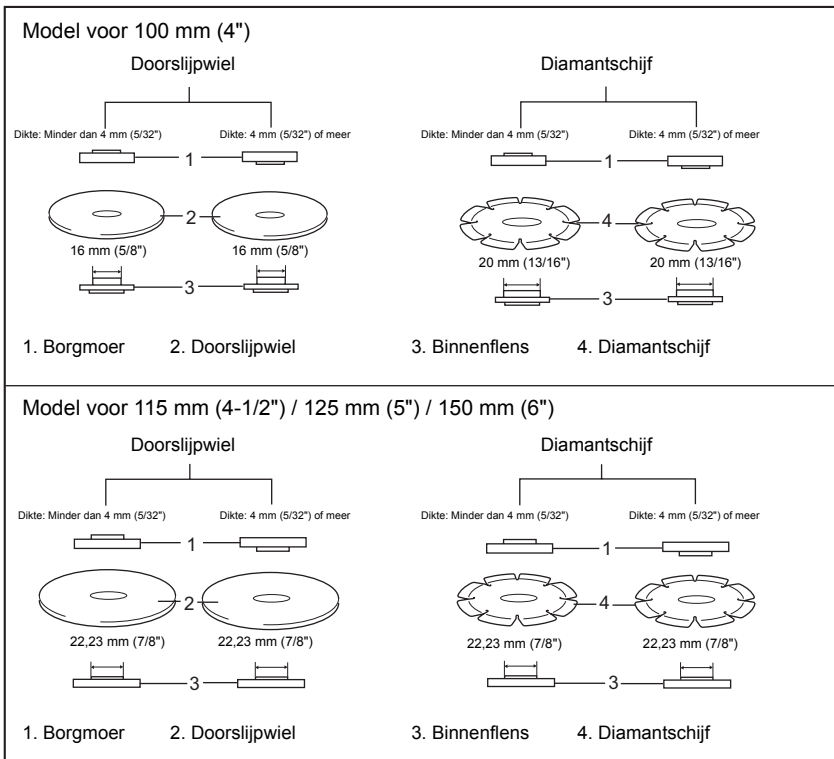 Model voor 100 mm (4")
Doorslijpwiel Diamantschijf
Dikte: Minder dan 4 mm (5/32") Dikte: 4 mm (5/32") of meer Dikte: Minder dan 4 mm (5/32") Dikte: 4 mm (5/32") of meer
1 1
2 4
16 mm (5/8") 16 mm (5/8") 20 mm (13/16") 20 mm (13/16")
3 3
1. Borgmoer 2. Doorslijpwiel 3. Binnenflens 4. Diamantschijf
Model voor 115 mm (4-1/2") / 125 mm (5") / 150 mm (6")
Doorslijpwiel Diamantschijf
Dikte: Minder dan 4 mm (5/32") Dikte: 4 mm (5/32") of meer Dikte: Minder dan 4 mm (5/32") Dikte: 4 mm (5/32") of meer
1 1
2 4
22,23 mm (7/8") 22,23 mm (7/8") 22,23 mm (7/8") 22,23 mm (7/8")
3 3
1. Borgmoer 2. Doorslijpwiel 3. Binnenflens 4. Diamantschijf